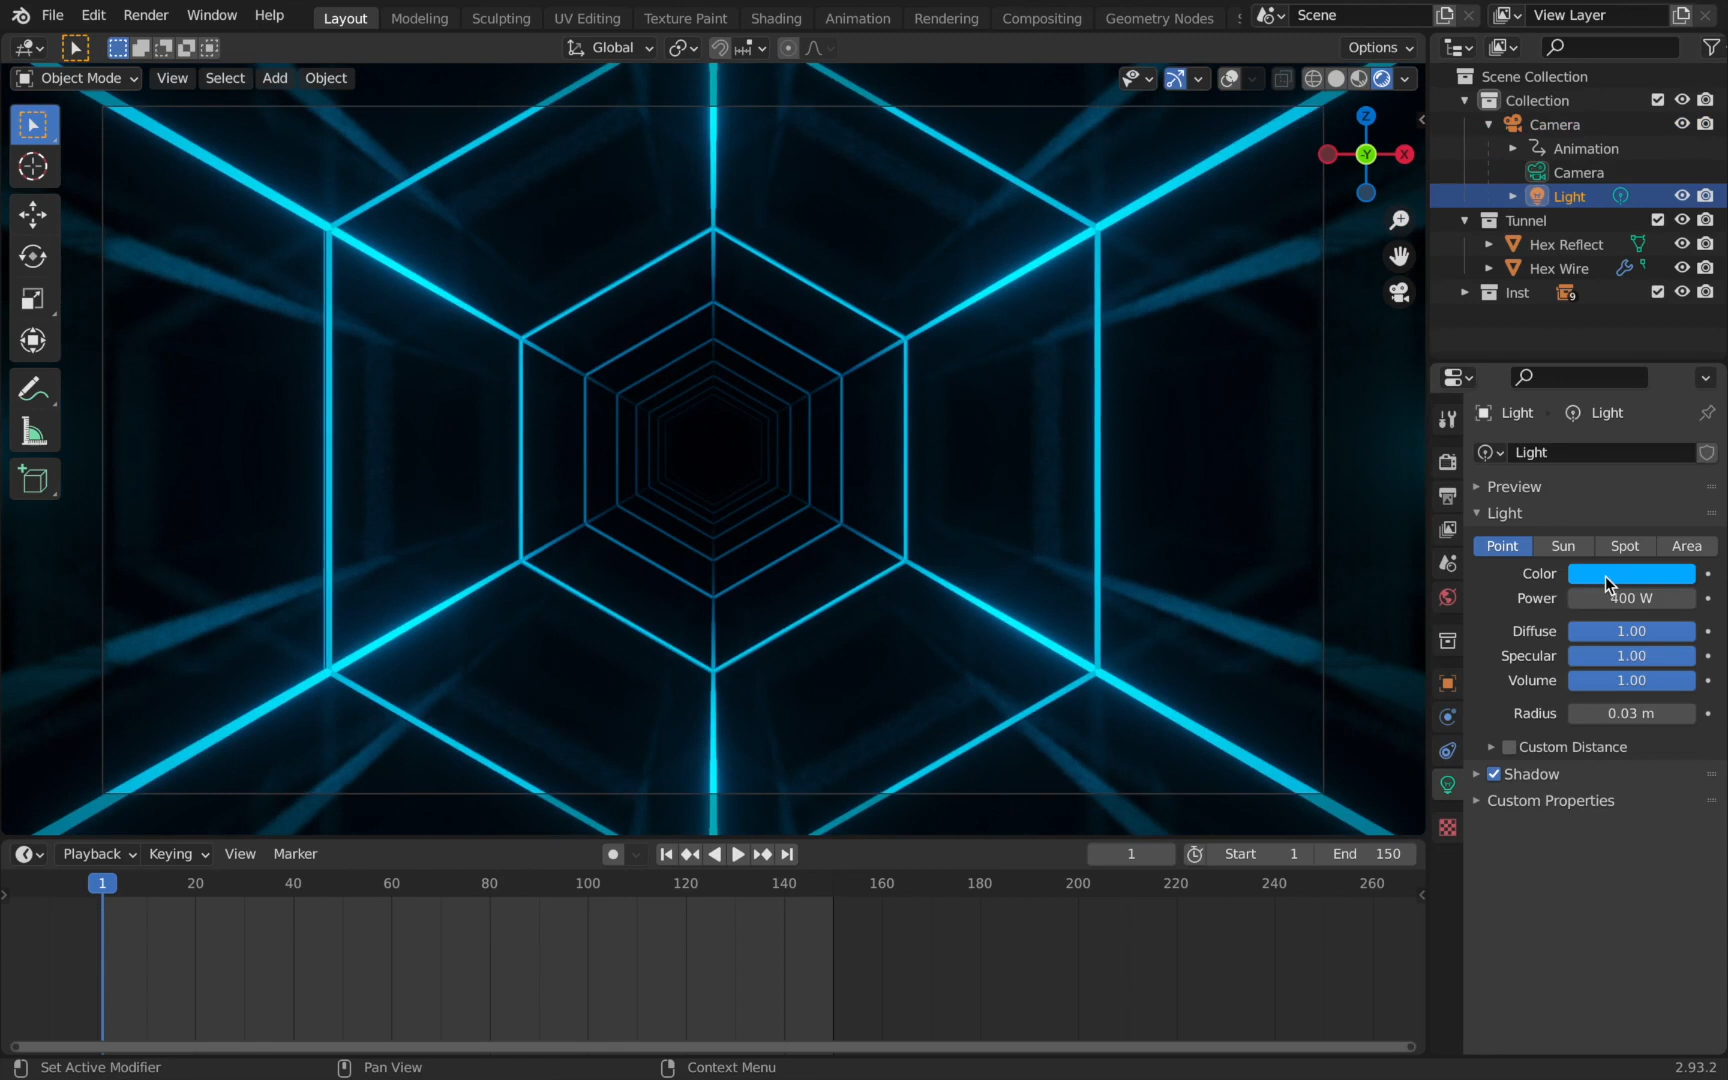 File Edit Render Window Help Layout Modeling Sculpting UV Editing Texture Paint Shading Animation Rendering Compositing Geometry Nodes Scene View Layer
Global Options
Object Mode View Select Add Object
Z
-Y X
Scene Collection
Collection
Camera
Animation
Camera
Light
Tunnel
Hex Reflect
Hex Wire
Inst 9
Light Light
Light
Preview
Light
Point Sun Spot Area
Color
Power 400 W
Diffuse 1.00
Specular 1.00
Volume 1.00
Radius 0.03 m
Custom Distance
Shadow
Custom Properties
Playback Keying View Marker 1 Start 1 End 150
1 20 40 60 80 100 120 140 160 180 200 220 240 260
Set Active Modifier Pan View Context Menu 2.93.2